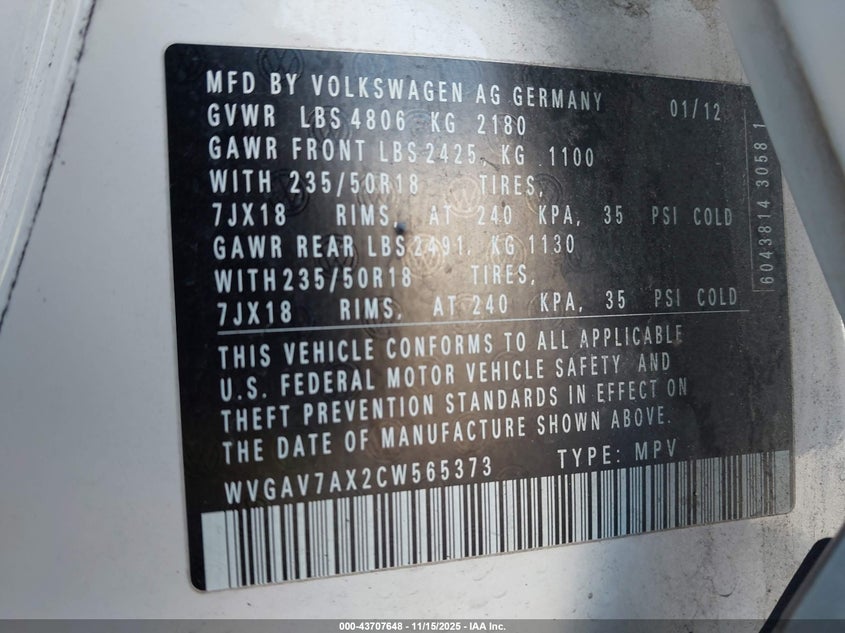 MFD BY VOLKSWAGEN AG GERMANY 01/12
GVWR LBS 4806 KG 2180
GAWR FRONT LBS 2425, KG 1100
WITH 235/50R18 TIRES,
7JX18 RIMS, AT 240 KPA, 35 PSI COLD
GAWR REAR LBS 2491, KG 1130
WITH 235/50R18 TIRES,
7JX18 RIMS, AT 240 KPA, 35 PSI COLD
THIS VEHICLE CONFORMS TO ALL APPLICABLE
U.S. FEDERAL MOTOR VEHICLE SAFETY AND
THEFT PREVENTION STANDARDS IN EFFECT ON
THE DATE OF MANUFACTURE SHOWN ABOVE.
WVGAV7AX2CW565373 TYPE: MPV
6043814 30581
000-43707648 - 11/15/2025 - IAA Inc.